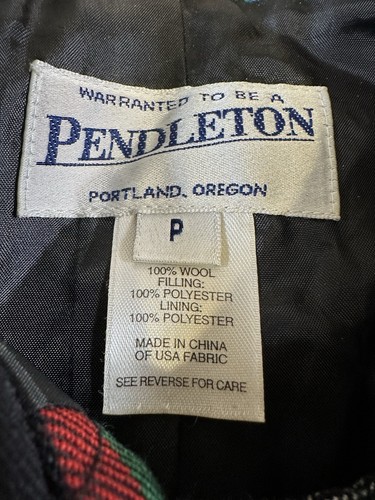 WARRANTED TO BE A
PENDLETON
PORTLAND, OREGON
P
100% WOOL
FILLING:
100% POLYESTER
LINING:
100% POLYESTER
MADE IN CHINA
OF USA FABRIC
SEE REVERSE FOR CARE